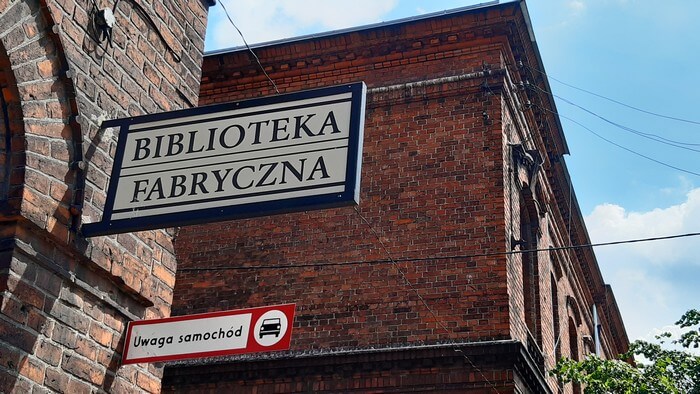 BIBLIOTEKA
FABRYCZNA
Uwaga samochód